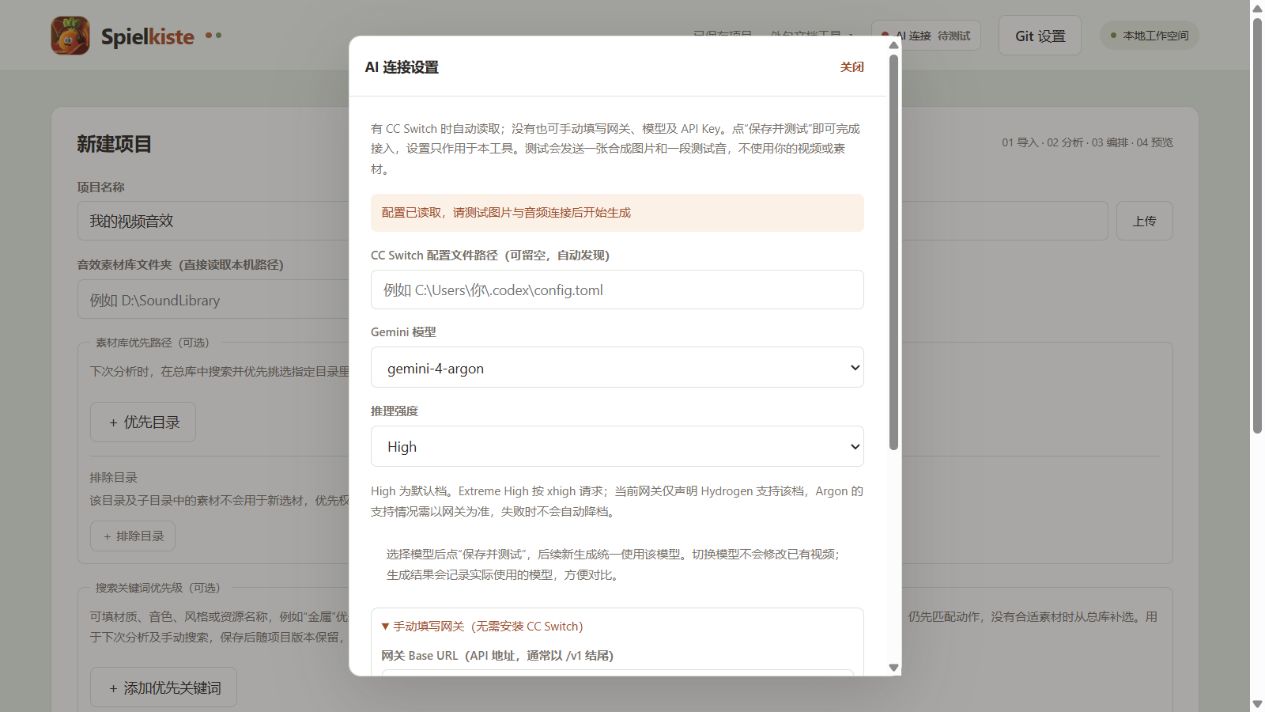 Spielkiste
已保存项目
外包文档工具
AI 连接 待测试
Git 设置
本地工作空间
新建项目
01 导入 · 02 分析 · 03 编排 · 04 预览
项目名称
我的视频音效
上传
音效素材库文件夹（直接读取本机路径）
例如 D:\SoundLibrary
素材库优先路径（可选）
下次分析时，在总库中搜索并优先挑选指定目录里
+ 优先目录
排除目录
该目录及子目录中的素材不会用于新选材，优先权
+ 排除目录
搜索关键词优先级（可选）
可填材质、音色、风格或资源名称，例如“金属”优
仍先匹配动作，没有合适素材时从总库补选。用
于下次分析及手动搜索，保存后随项目版本保留，
+ 添加优先关键词
AI 连接设置
关闭
有 CC Switch 时自动读取；没有也可手动填写网关、模型及 API Key。点“保存并测试”即可完成
接入，设置只作用于本工具。测试会发送一张合成图片和一段测试音，不使用你的视频或素
材。
配置已读取，请测试图片与音频连接后开始生成
CC Switch 配置文件路径（可留空，自动发现）
例如 C:\Users\你\.codex\config.toml
Gemini 模型
gemini-4-argon
推理强度
High
High 为默认档。Extreme High 按 xhigh 请求；当前网关仅声明 Hydrogen 支持该档，Argon 的
支持情况需以网关为准，失败时不会自动降档。
选择模型后点“保存并测试”，后续新生成统一使用该模型。切换模型不会修改已有视频；
生成结果会记录实际使用的模型，方便对比。
▼ 手动填写网关（无需安装 CC Switch）
网关 Base URL（API 地址，通常以 /v1 结尾）